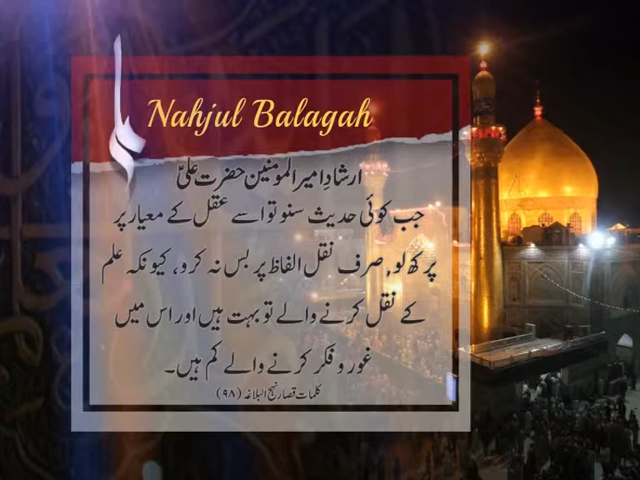 Nahjul Balagah
ارشادِ امیر المومنین حضرت علیؑ
جب کوئی حدیث سنو تو اسے عقل کے معیار پر
پرکھ لو, صرف نقل الفاظ پر بس نہ کرو، کیونکہ علم
کے نقل کرنے والے تو بہت ہیں اور اس میں
غور و فکر کرنے والے کم ہیں۔
کلمات قصار نہج البلاغہ (۹۸)